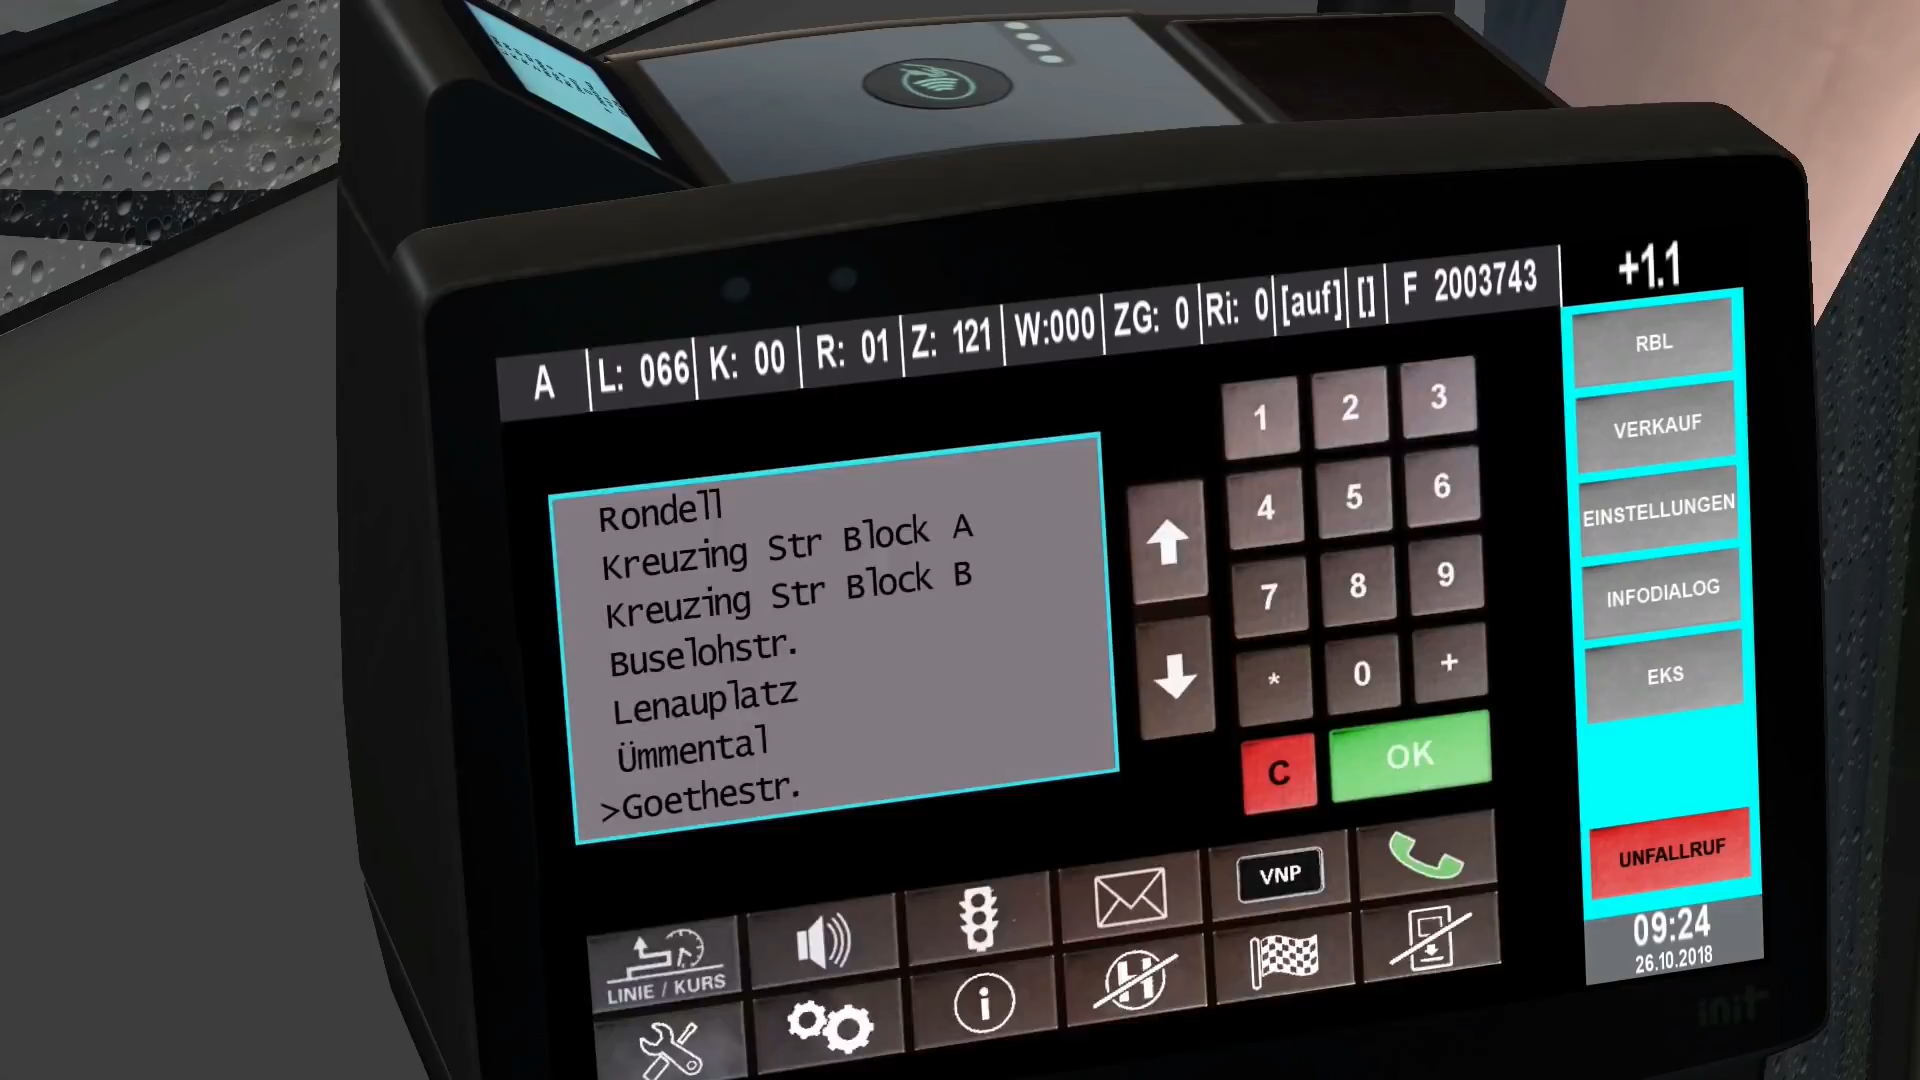 +1.1
A L: 066 K: 00 R: 01 Z: 121 W:000 ZG: 0 Ri: 0 [auf] [] F 2003743
Rondell
Kreuzing Str Block A
Kreuzing Str Block B
Buselohstr.
Lenauplatz
Ümmental
>Goethestr.
1 2 3
4 5 6
7 8 9
* 0 +
C OK
RBL
VERKAUF
EINSTELLUNGEN
INFODIALOG
EKS
UNFALLRUF
09:24
26.10.2018
VNP
LINIE / KURS
i
H
init